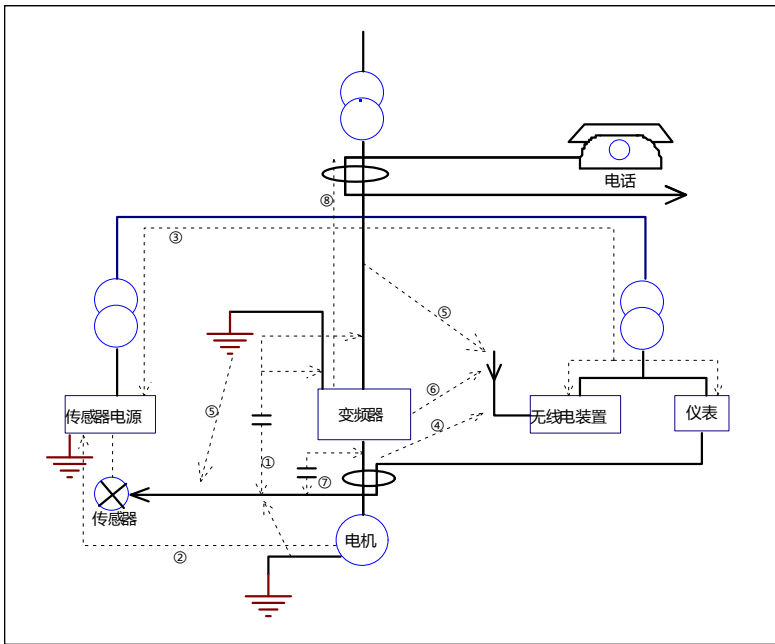 电话
⑧
③
⑤
⑥
⑤
传感器电源
变频器
无线电装置
仪表
④
①
⑦
传感器
电机
②